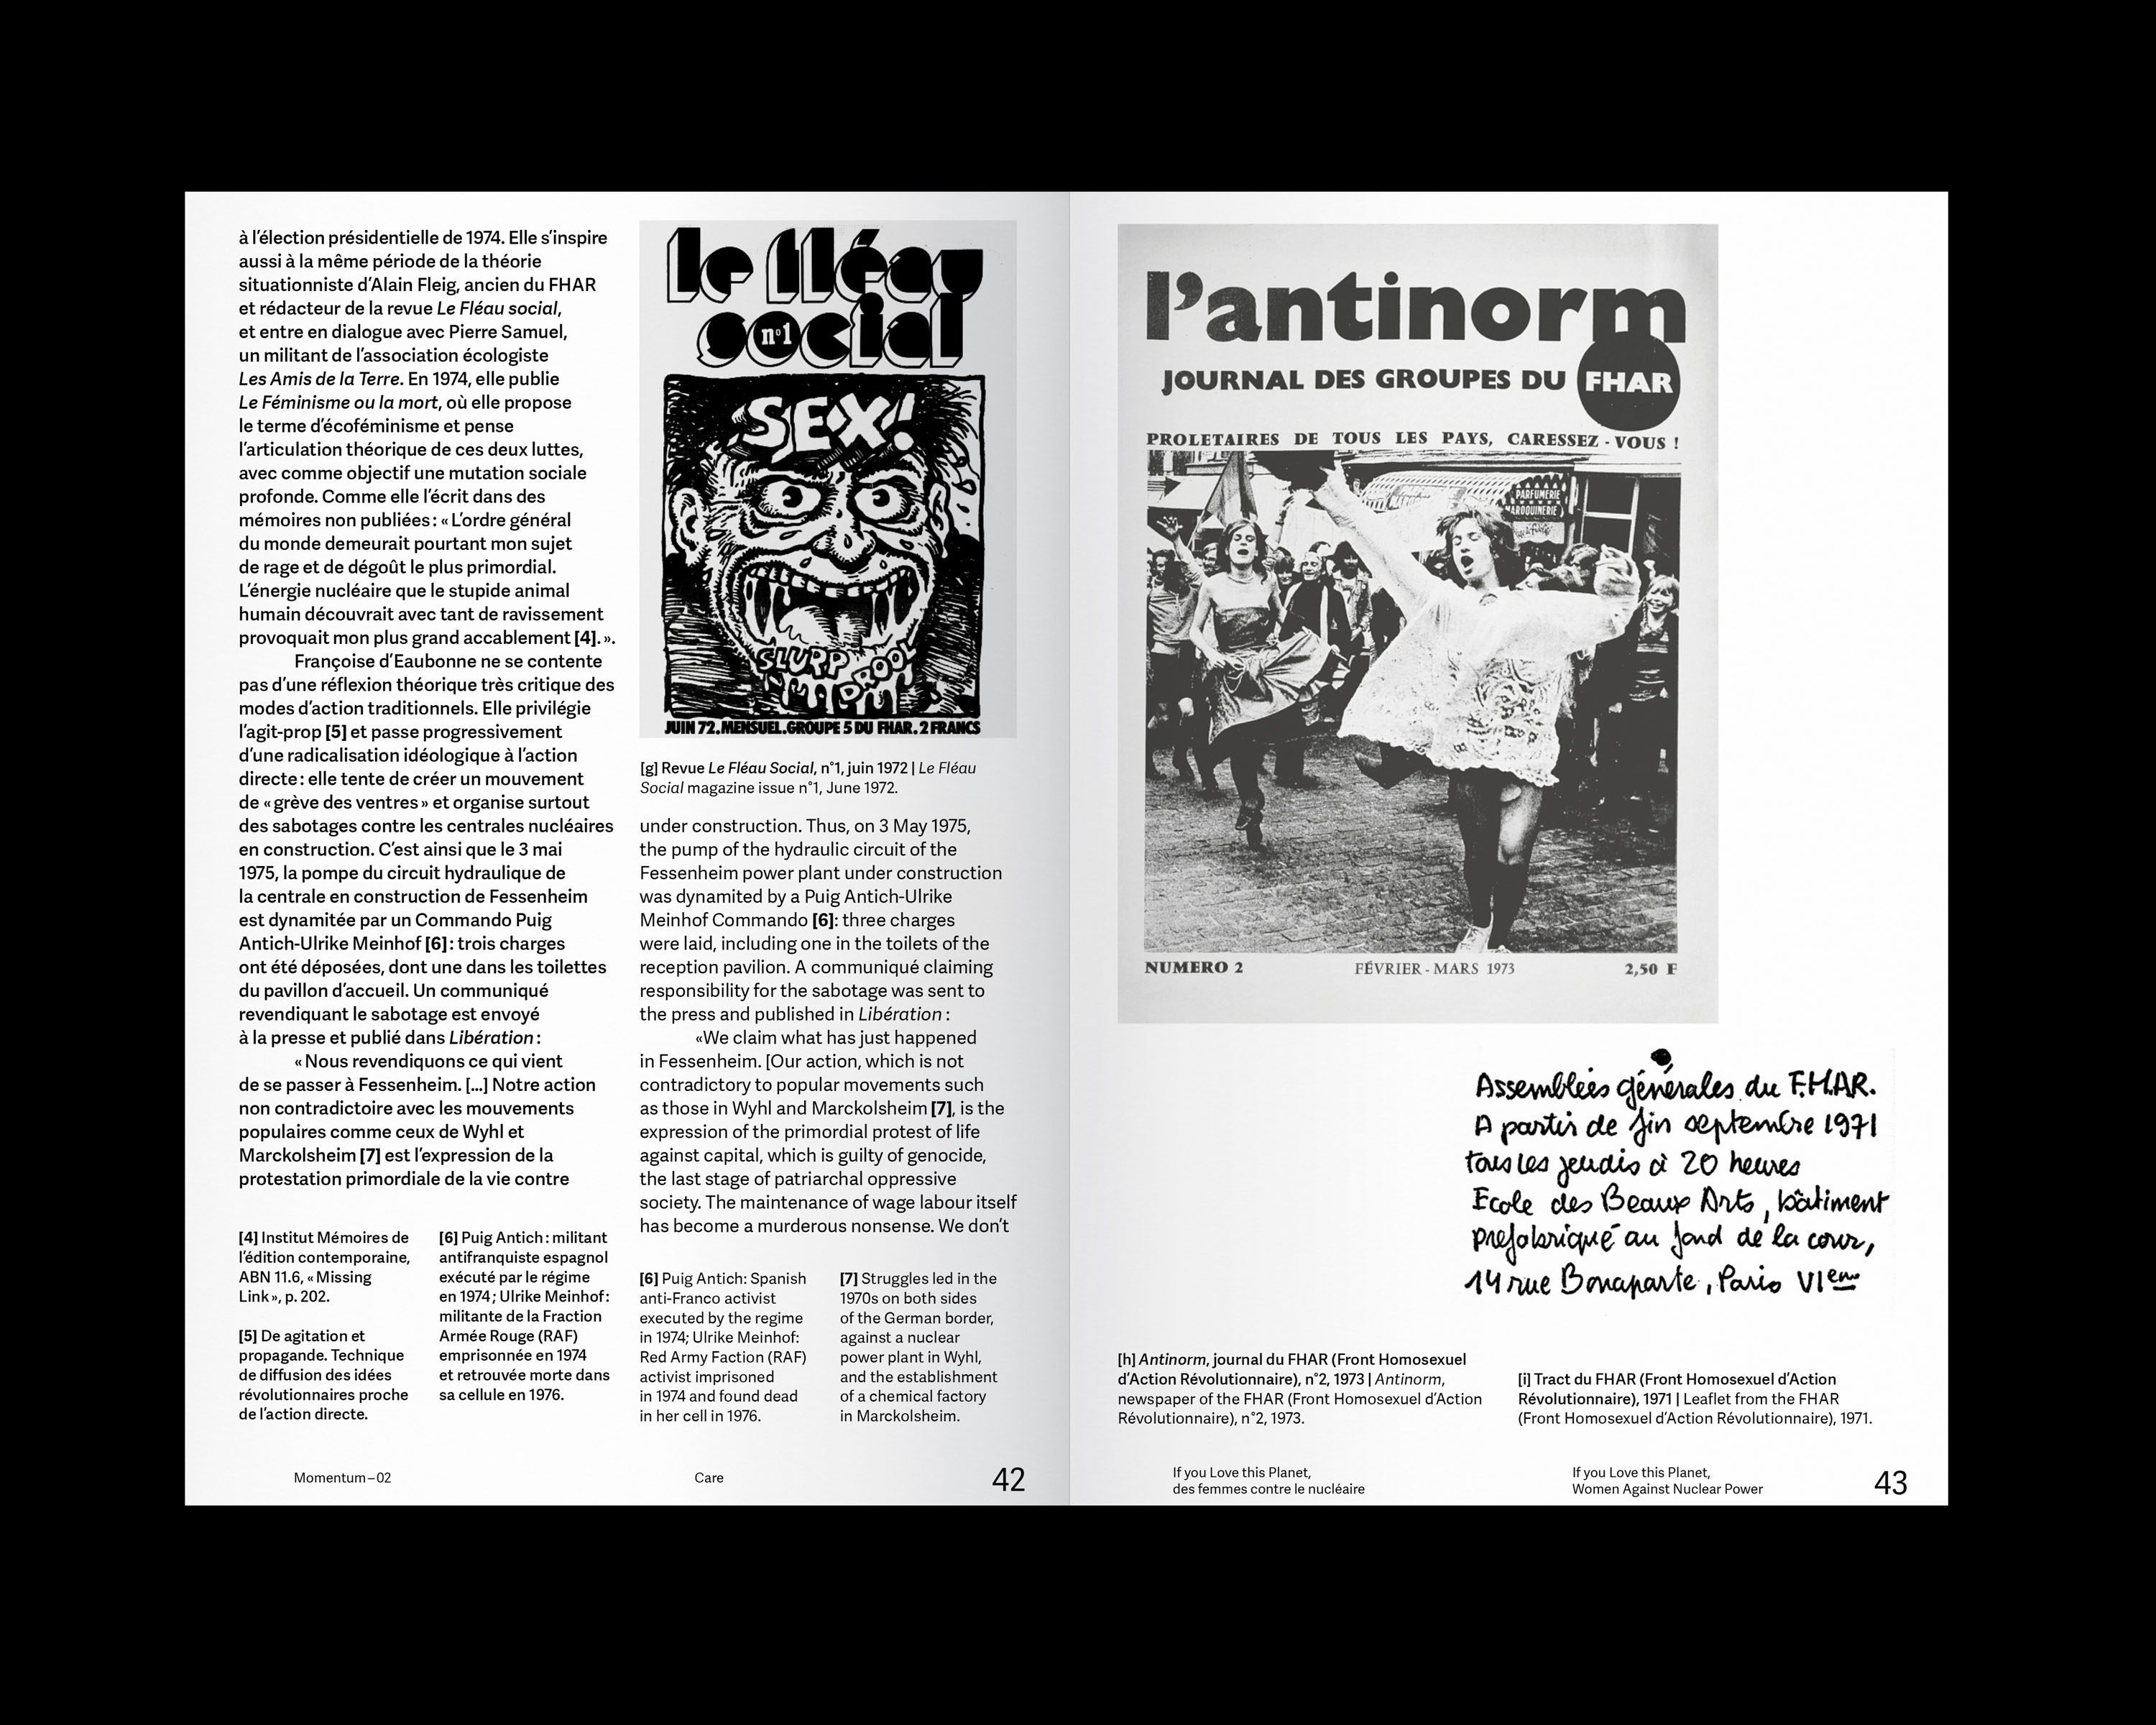 à l'élection présidentielle de 1974. Elle s'inspire
aussi à la même période de la théorie
situationniste d'Alain Fleig, ancien du FHAR
et rédacteur de la revue Le Fléau social,
et entre en dialogue avec Pierre Samuel,
un militant de l'association écologiste
Les Amis de la Terre. En 1974, elle publie
Le Féminisme ou la mort, où elle propose
le terme d'écoféminisme et pense
l'articulation théorique de ces deux luttes,
avec comme objectif une mutation sociale
profonde. Comme elle l'écrit dans des
mémoires non publiées : « L'ordre général
du monde demeurait pourtant mon sujet
de rage et de dégoût le plus primordial.
L'énergie nucléaire que le stupide animal
humain découvrait avec tant de ravissement
provoquait mon plus grand accablement [4]. ».
Françoise d'Eaubonne ne se contente
pas d'une réflexion théorique très critique des
modes d'action traditionnels. Elle privilégie
l'agit-prop [5] et passe progressivement
d'une radicalisation idéologique à l'action
directe : elle tente de créer un mouvement
de « grève des ventres » et organise surtout
des sabotages contre les centrales nucléaires
en construction. C'est ainsi que le 3 mai
1975, la pompe du circuit hydraulique de
la centrale en construction de Fessenheim
est dynamitée par un Commando Puig
Antich-Ulrike Meinhof [6] : trois charges
ont été déposées, dont une dans les toilettes
du pavillon d'accueil. Un communiqué
revendiquant le sabotage est envoyé
à la presse et publié dans Libération :
« Nous revendiquons ce qui vient
de se passer à Fessenheim. [...] Notre action
non contradictoire avec les mouvements
populaires comme ceux de Wyhl et
Marckolsheim [7] est l'expression de la
protestation primordiale de la vie contre
[4] Institut Mémoires de
l'édition contemporaine,
ABN 11.6, « Missing
Link », p. 202.
[5] De agitation et
propagande. Technique
de diffusion des idées
révolutionnaires proche
de l'action directe.
[6] Puig Antich : militant
antifranquiste espagnol
exécuté par le régime
en 1974 ; Ulrike Meinhof :
militante de la Fraction
Armée Rouge (RAF)
emprisonnée en 1974
et retrouvée morte dans
sa cellule en 1976.
le fléau
social
n°1
SEX!
SLURP
DROOL
JUIN 72. MENSUEL. GROUPE 5 DU FHAR. 2 FRANCS
[g] Revue Le Fléau Social, n°1, juin 1972 | Le Fléau
Social magazine issue n°1, June 1972.
under construction. Thus, on 3 May 1975,
the pump of the hydraulic circuit of the
Fessenheim power plant under construction
was dynamited by a Puig Antich-Ulrike
Meinhof Commando [6]: three charges
were laid, including one in the toilets of the
reception pavilion. A communiqué claiming
responsibility for the sabotage was sent to
the press and published in Libération :
«We claim what has just happened
in Fessenheim. [Our action, which is not
contradictory to popular movements such
as those in Wyhl and Marckolsheim [7], is the
expression of the primordial protest of life
against capital, which is guilty of genocide,
the last stage of patriarchal oppressive
society. The maintenance of wage labour itself
has become a murderous nonsense. We don't
[6] Puig Antich: Spanish
anti-Franco activist
executed by the regime
in 1974; Ulrike Meinhof:
Red Army Faction (RAF)
activist imprisoned
in 1974 and found dead
in her cell in 1976.
[7] Struggles led in the
1970s on both sides
of the German border,
against a nuclear
power plant in Wyhl,
and the establishment
of a chemical factory
in Marckolsheim.
Momentum–02
Care
42
l'antinorm
JOURNAL DES GROUPES DU FHAR
PROLETAIRES DE TOUS LES PAYS, CARESSEZ - VOUS !
PARFUMERIE
MAROQUINERIE
NUMERO 2
FÉVRIER - MARS 1973
2,50 F
Assemblées générales du F.H.A.R.
A partir de fin septembre 1971
tous les jeudis à 20 heures
Ecole des Beaux Arts, bâtiment
préfabriqué au fond de la cour,
14 rue Bonaparte, Paris VIeme
[h] Antinorm, journal du FHAR (Front Homosexuel
d'Action Révolutionnaire), n°2, 1973 | Antinorm,
newspaper of the FHAR (Front Homosexuel d'Action
Révolutionnaire), n°2, 1973.
[i] Tract du FHAR (Front Homosexuel d'Action
Révolutionnaire), 1971 | Leaflet from the FHAR
(Front Homosexuel d'Action Révolutionnaire), 1971.
If you Love this Planet,
des femmes contre le nucléaire
If you Love this Planet,
Women Against Nuclear Power
43